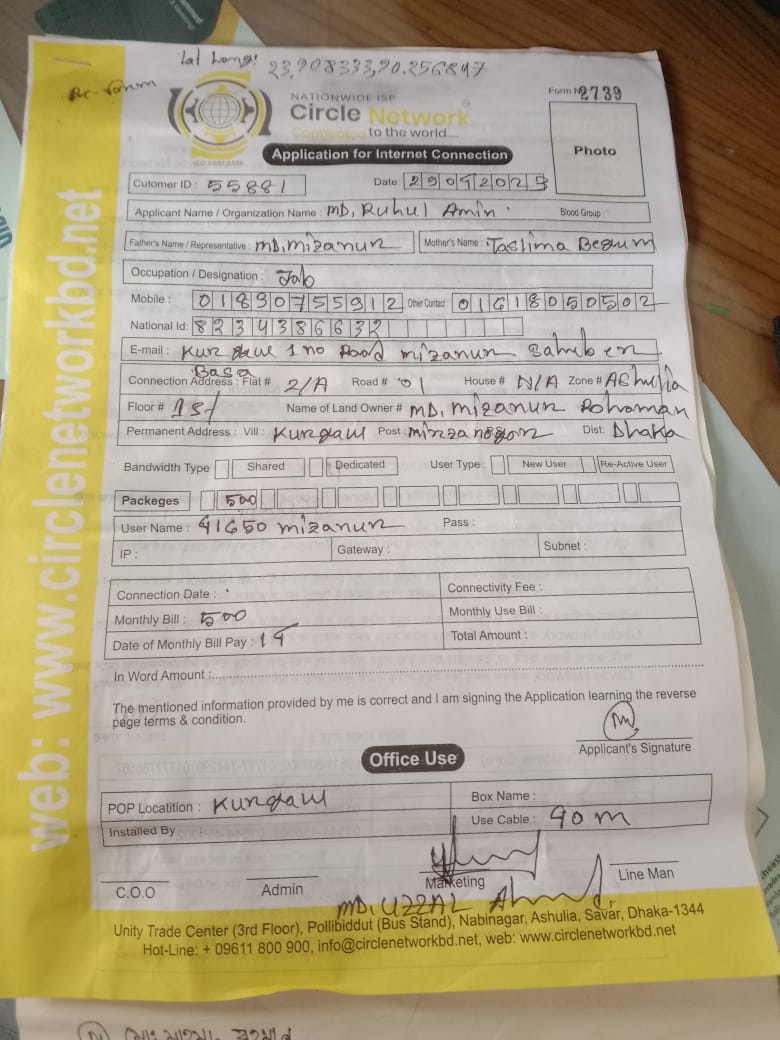 Lat Long: 23,908333,90.256847
NATIONWIDE ISP
Circle Network
Connected to the world....
ISO 9001:2015
Form No 2739
Photo
Application for Internet Connection
Cutomer ID : 55881 Date:
Applicant Name / Organization Name : MD, Ruhul Amin Blood Group :
Father's Name / Representative : MD, Mizanur Mother's Name : Taslima Begum
Occupation / Designation : Job
Mobile : 01830755912 Other Contact : 01618050502
National Id: 8234386632
E-mail : Kurgaw 1 no Road mizanur Sahiber
Basa
Connection Address : Flat # 2/A Road # 01 House # N/A Zone # AShulia
Floor # 1st Name of Land Owner # MD, Mizanur Rohaman
Permanent Address : Vill : Kurgaw Post : Dist: Dhaka
Bandwidth Type Shared Dedicated User Type : New User Re-Active User
Packeges 500
User Name : 41650 mizanur Pass :
IP : Gateway : Subnet :
Connection Date : Connectivity Fee :
Monthly Bill : 500 Monthly Use Bill :
Date of Monthly Bill Pay : Total Amount :
In Word Amount :
The mentioned information provided by me is correct and I am signing the Application learning the reverse
page terms & condition.
Applicant's Signature
Office Use
POP Locatition : Kurgaw Box Name :
Installed By Use Cable : 90 m
C.O.O Admin Marketing Line Man
MD, UZZAL Ahmed
Unity Trade Center (3rd Floor), Pollibiddut (Bus Stand), Nabinagar, Ashulia, Savar, Dhaka-1344
Hot-Line: + 09611 800 900, info@circlenetworkbd.net, web: www.circlenetworkbd.net
web: www.circlenetworkbd.net